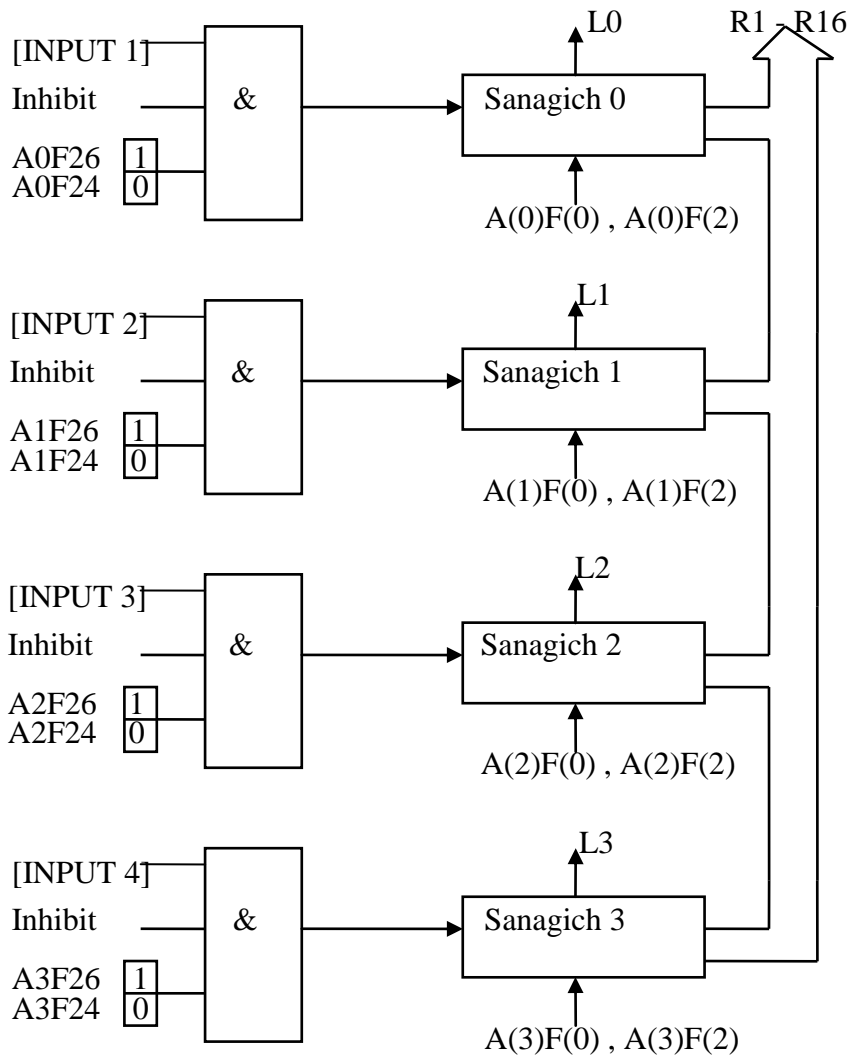 L0
R1 - R16
[INPUT 1]
Inhibit
&
Sanagich 0
A0F26 1
A0F24 0
A(0)F(0) , A(0)F(2)
L1
[INPUT 2]
Inhibit
&
Sanagich 1
A1F26 1
A1F24 0
A(1)F(0) , A(1)F(2)
L2
[INPUT 3]
Inhibit
&
Sanagich 2
A2F26 1
A2F24 0
A(2)F(0) , A(2)F(2)
L3
[INPUT 4]
Inhibit
&
Sanagich 3
A3F26 1
A3F24 0
A(3)F(0) , A(3)F(2)